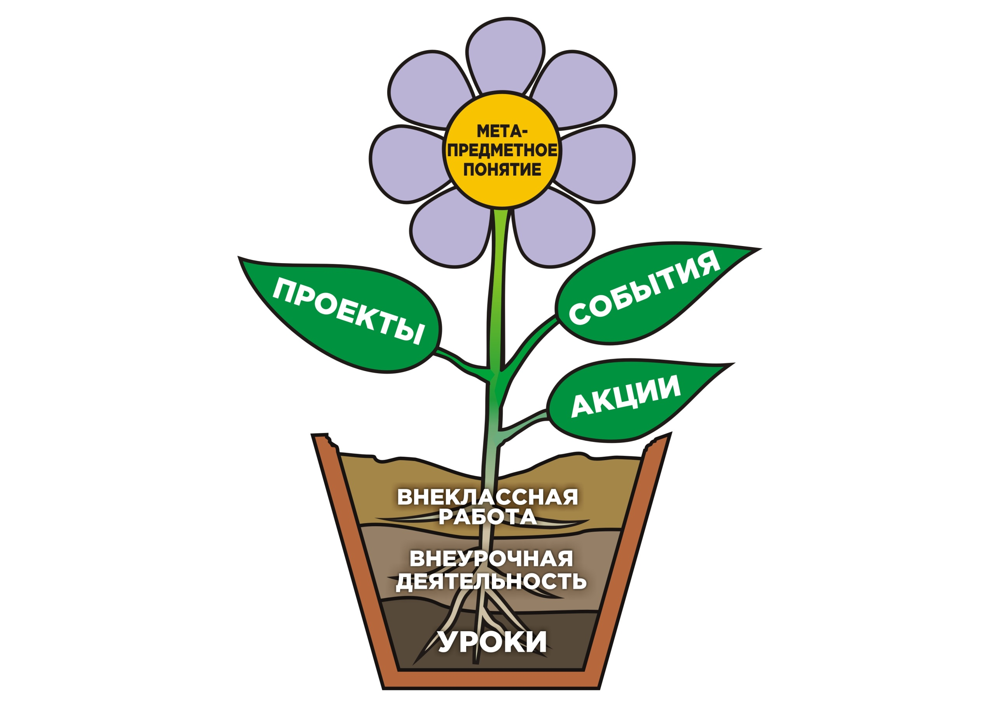 МЕТА-
ПРЕДМЕТНОЕ
ПОНЯТИЕ
ПРОЕКТЫ
СОБЫТИЯ
АКЦИИ
ВНЕКЛАССНАЯ
РАБОТА
ВНЕУРОЧНАЯ
ДЕЯТЕЛЬНОСТЬ
УРОКИ